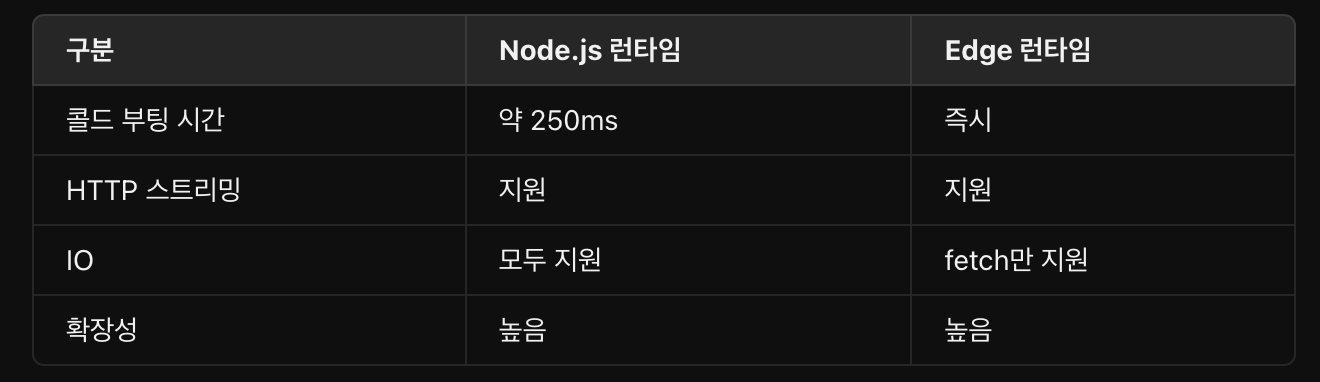 구분 Node.js 런타임 Edge 런타임
콜드 부팅 시간 약 250ms 즉시
HTTP 스트리밍 지원 지원
IO 모두 지원 fetch만 지원
확장성 높음 높음